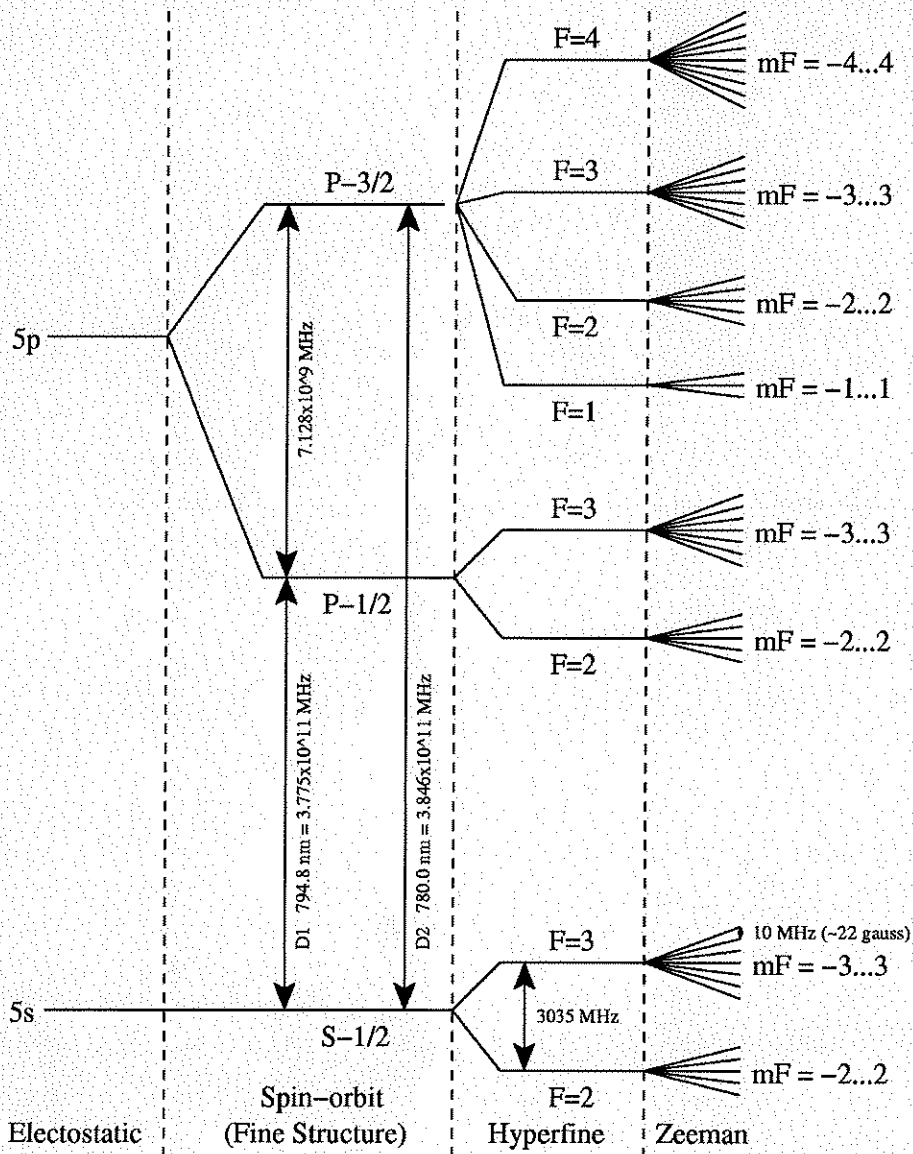 F=4
mF = −4...4
F=3
mF = −3...3
P−3/2
F=2
mF = −2...2
5p
7.128x10^9 MHz
F=1
mF = −1...1
F=3
mF = −3...3
P−1/2
F=2
mF = −2...2
D1 794.8 nm = 3.775x10^11 MHz
D2 780.0 nm = 3.846x10^11 MHz
F=3
10 MHz (~22 gauss)
mF = −3...3
5s
3035 MHz
S−1/2
F=2
mF = −2...2
Electostatic
Spin−orbit
(Fine Structure)
Hyperfine
Zeeman